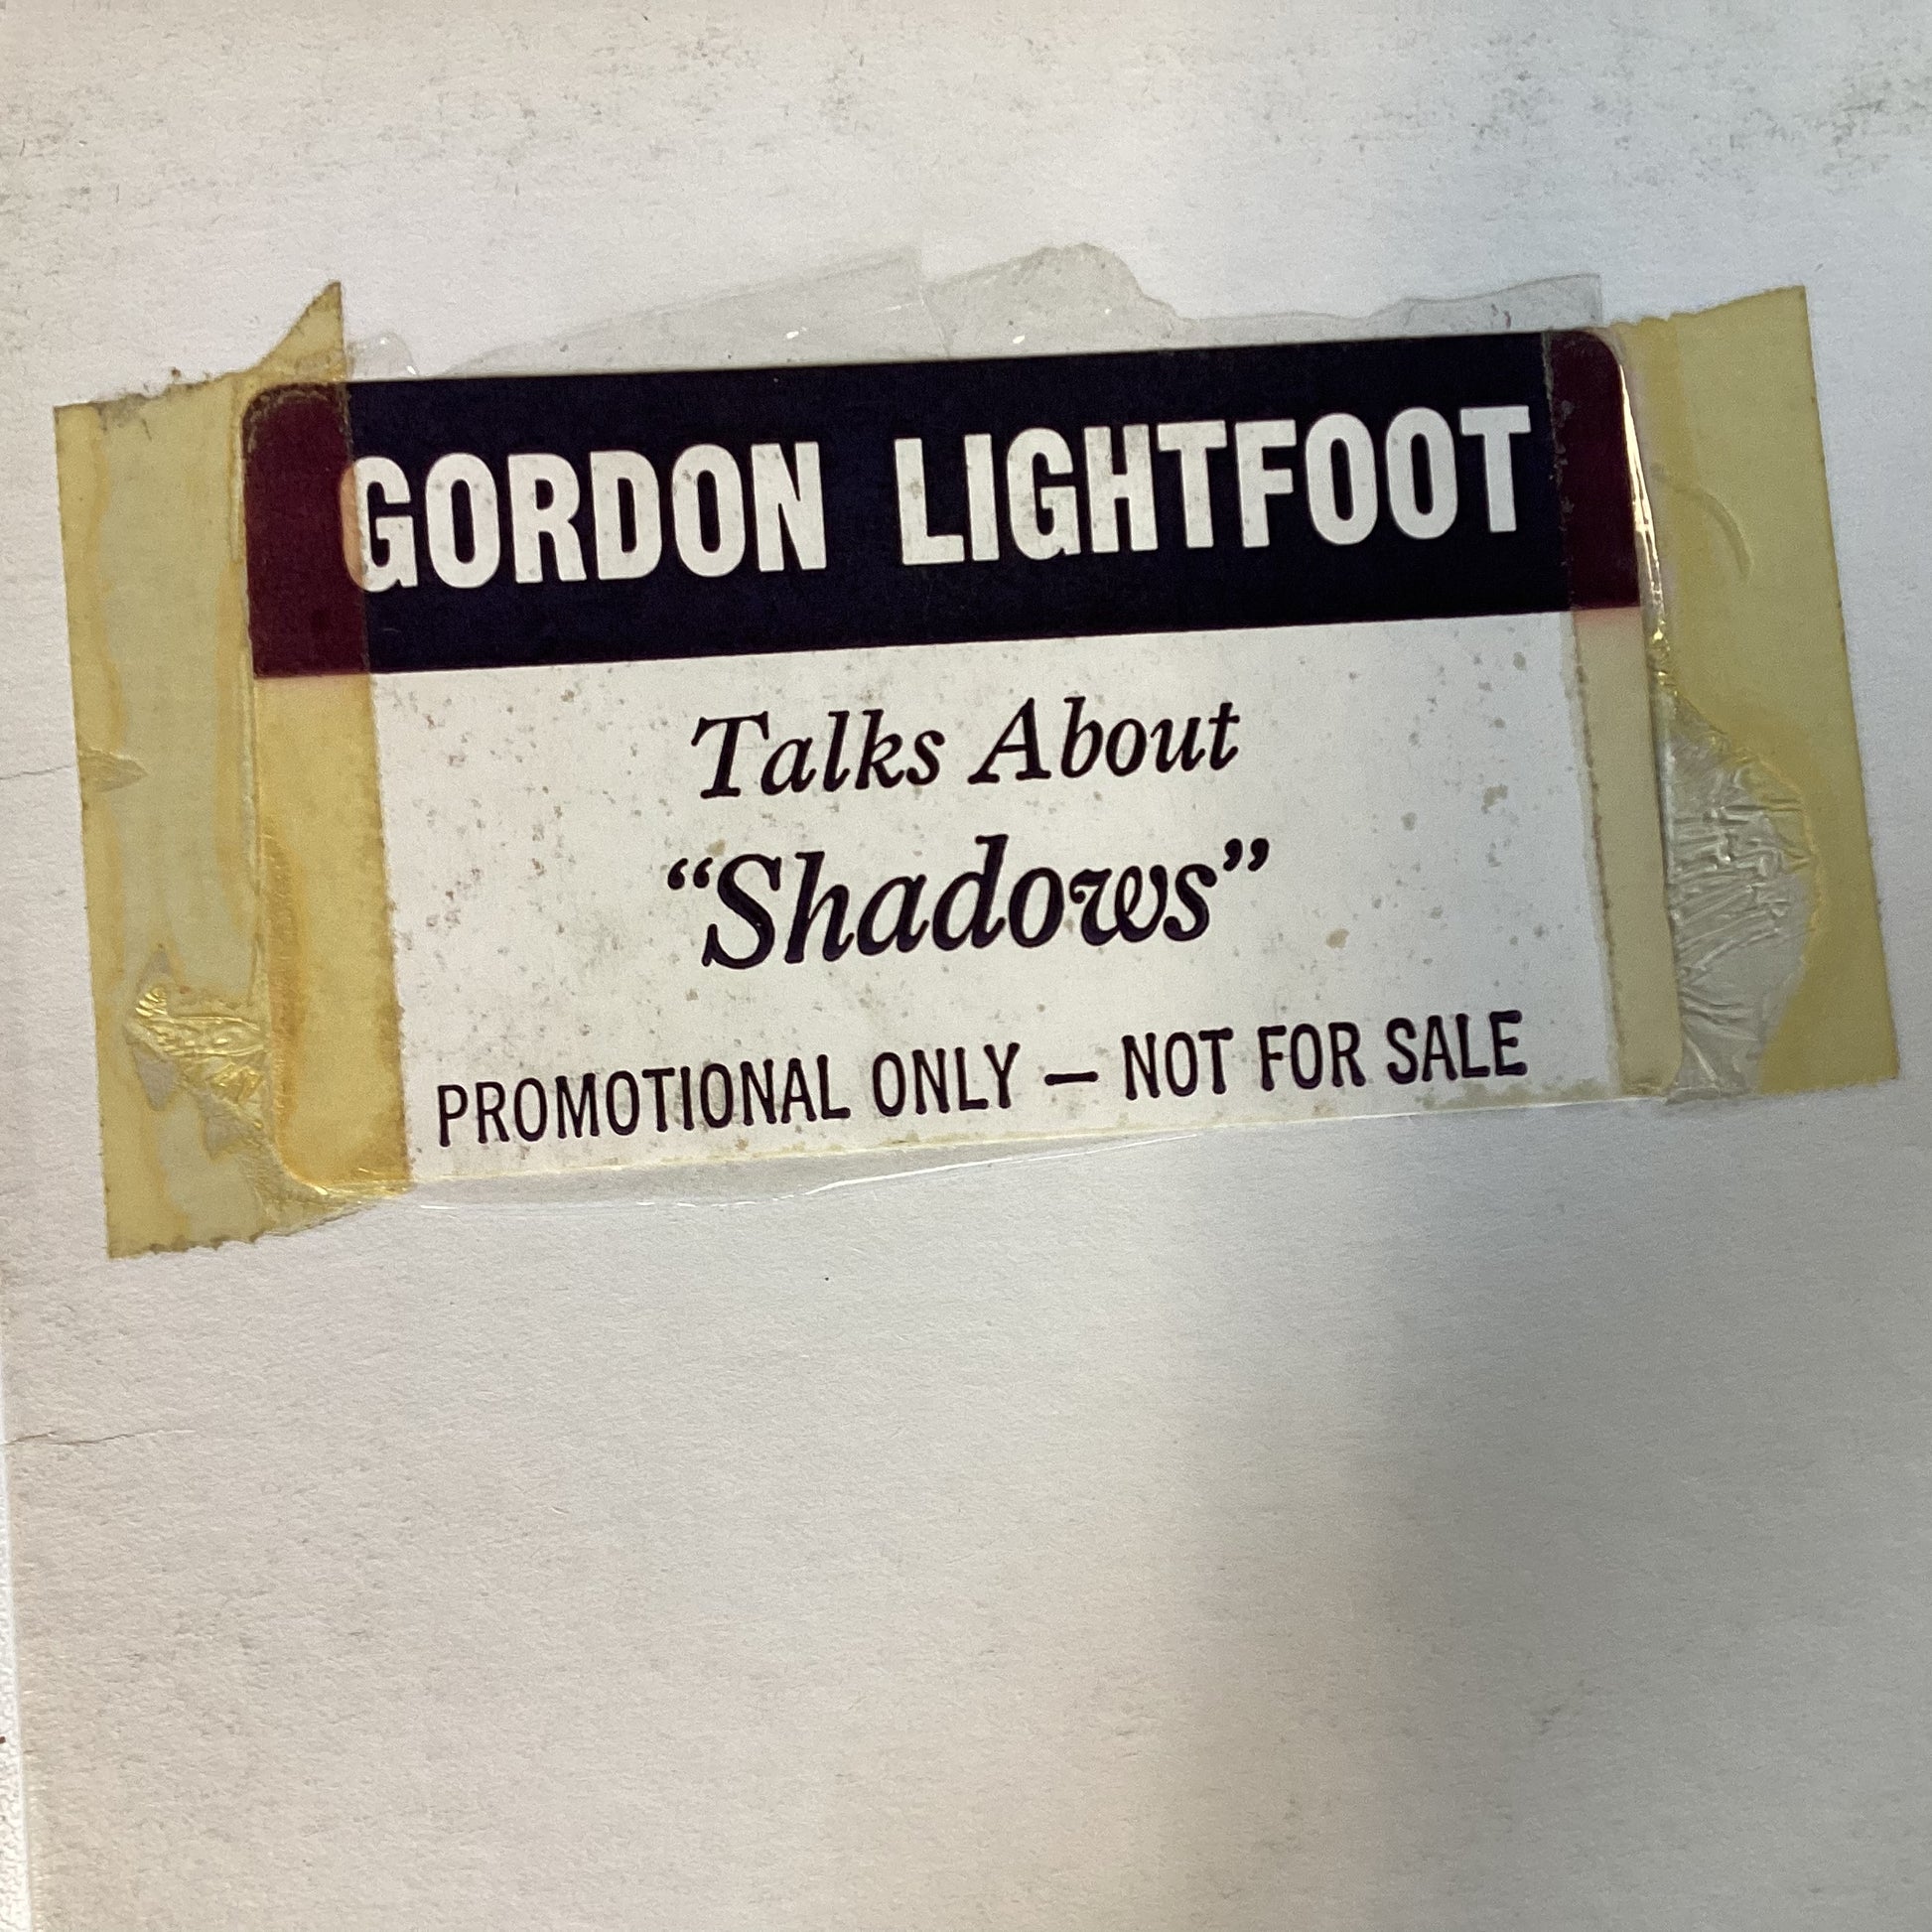 GORDON LIGHTFOOT
Talks About
“Shadows”
PROMOTIONAL ONLY — NOT FOR SALE